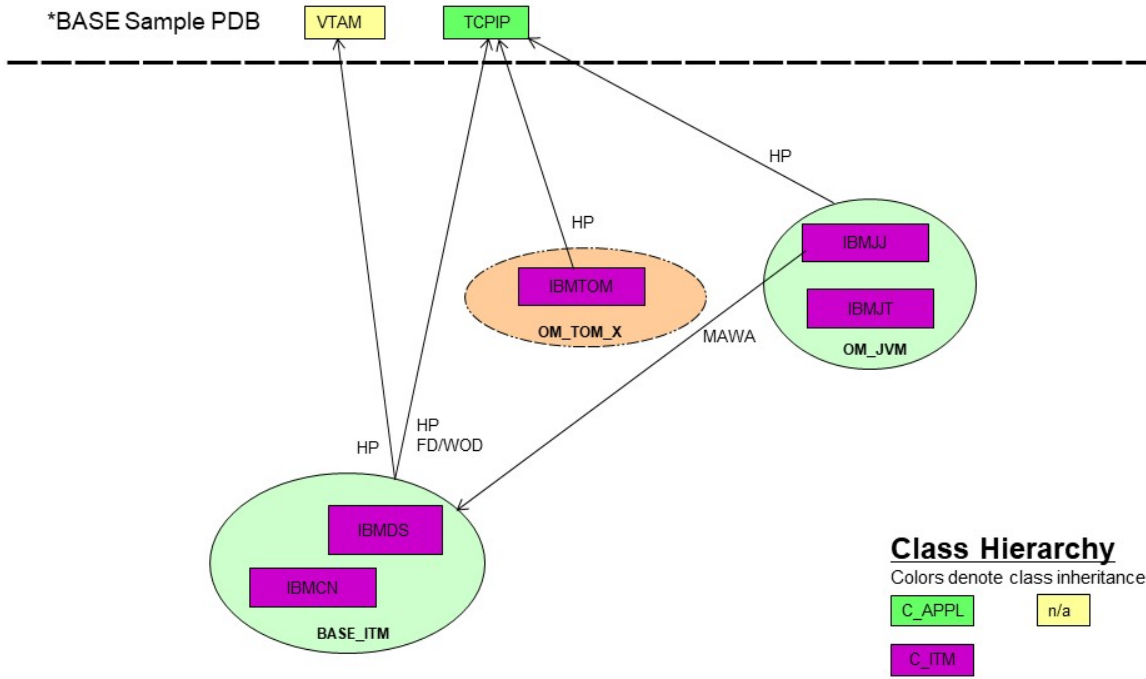 *BASE Sample PDB
VTAM
TCPIP
HP
IBMJJ
HP
IBMTOM
IBMJT
OM_TOM_X
MAWA
OM_JVM
HP
HP
FD/WOD
IBMDS
IBMCN
BASE_ITM
Class Hierarchy
Colors denote class inheritance
C_APPL
n/a
C_ITM